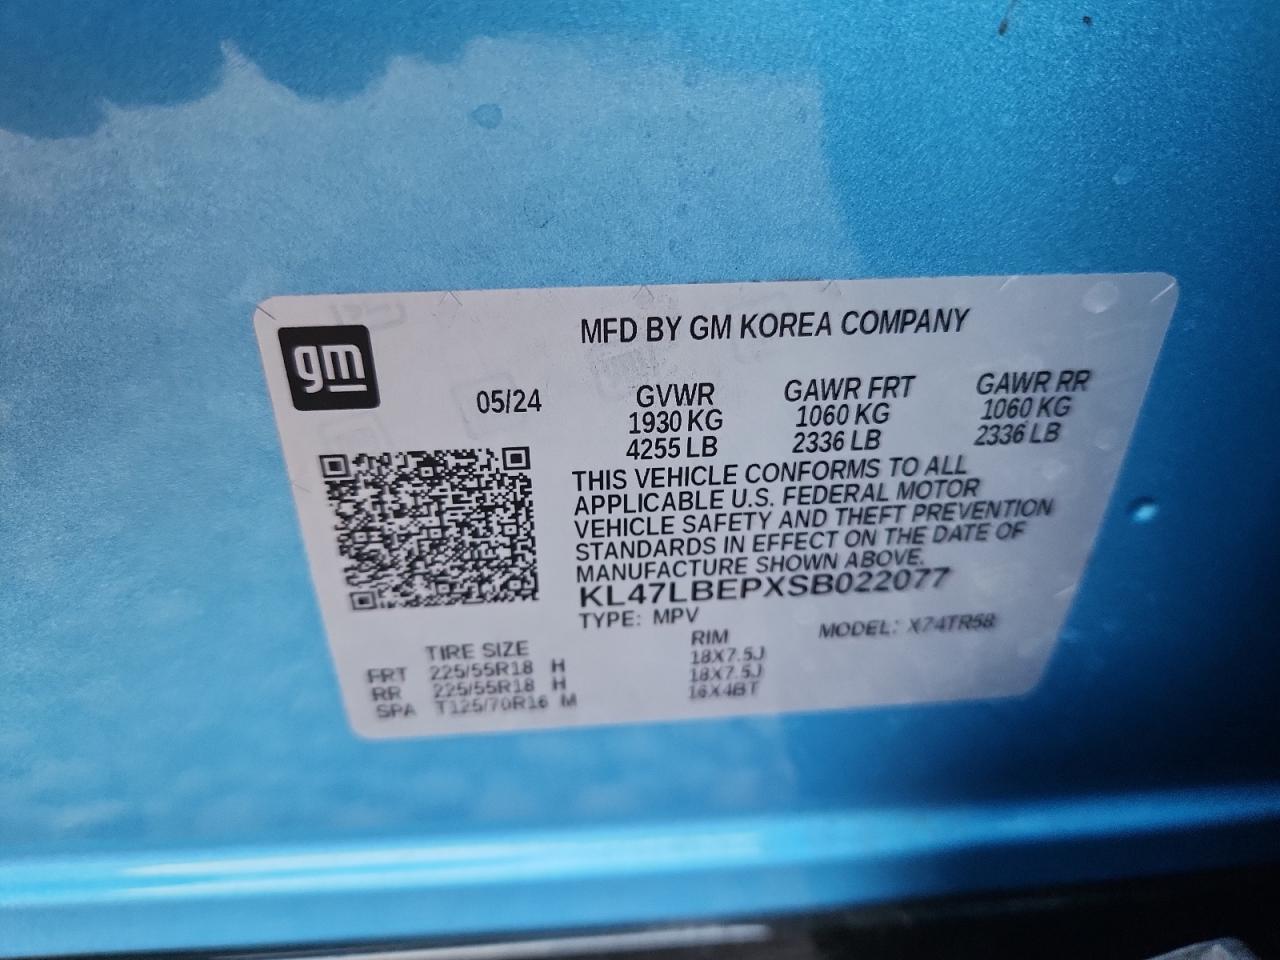 gm
MFD BY GM KOREA COMPANY
05/24
GVWR GAWR FRT GAWR RR
1930 KG 1060 KG 1060 KG
4255 LB 2336 LB 2336 LB
THIS VEHICLE CONFORMS TO ALL
APPLICABLE U.S. FEDERAL MOTOR
VEHICLE SAFETY AND THEFT PREVENTION
STANDARDS IN EFFECT ON THE DATE OF
MANUFACTURE SHOWN ABOVE.
KL47LBEPXSB022077
TYPE: MPV MODEL: X74TR58
TIRE SIZE RIM
FRT 225/55R18 H 18X7.5J
RR 225/55R18 H 18X7.5J
SPA T125/70R16 M 16X4BT